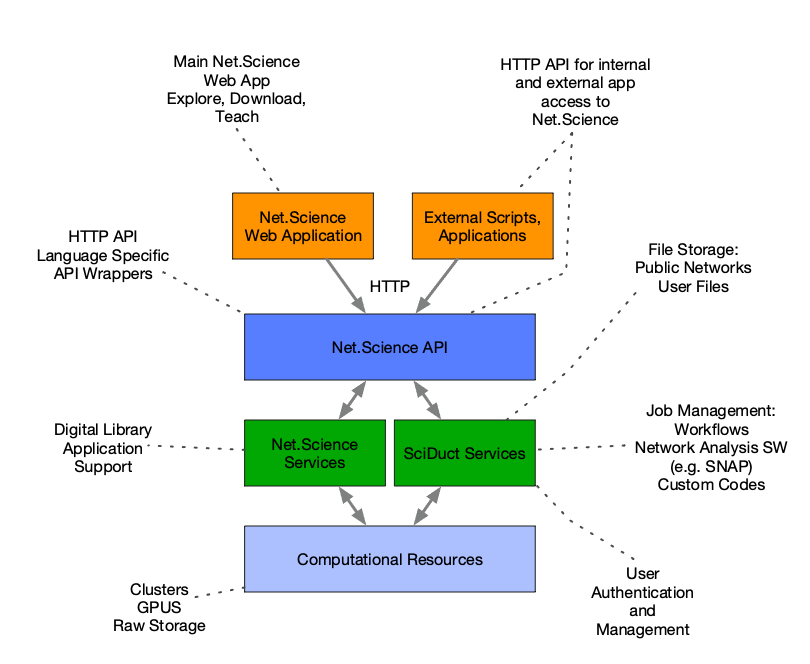 Main Net.Science
Web App
Explore, Download,
Teach
HTTP API for internal
and external app
access to
Net.Science
Net.Science
Web Application
External Scripts,
Applications
HTTP API
Language Specific
API Wrappers
HTTP
File Storage:
Public Networks
User Files
Net.Science API
Digital Library
Application
Support
Net.Science
Services
SciDuct Services
Job Management:
Workflows
Network Analysis SW
(e.g. SNAP)
Custom Codes
Computational Resources
Clusters
GPUS
Raw Storage
User
Authentication
and
Management